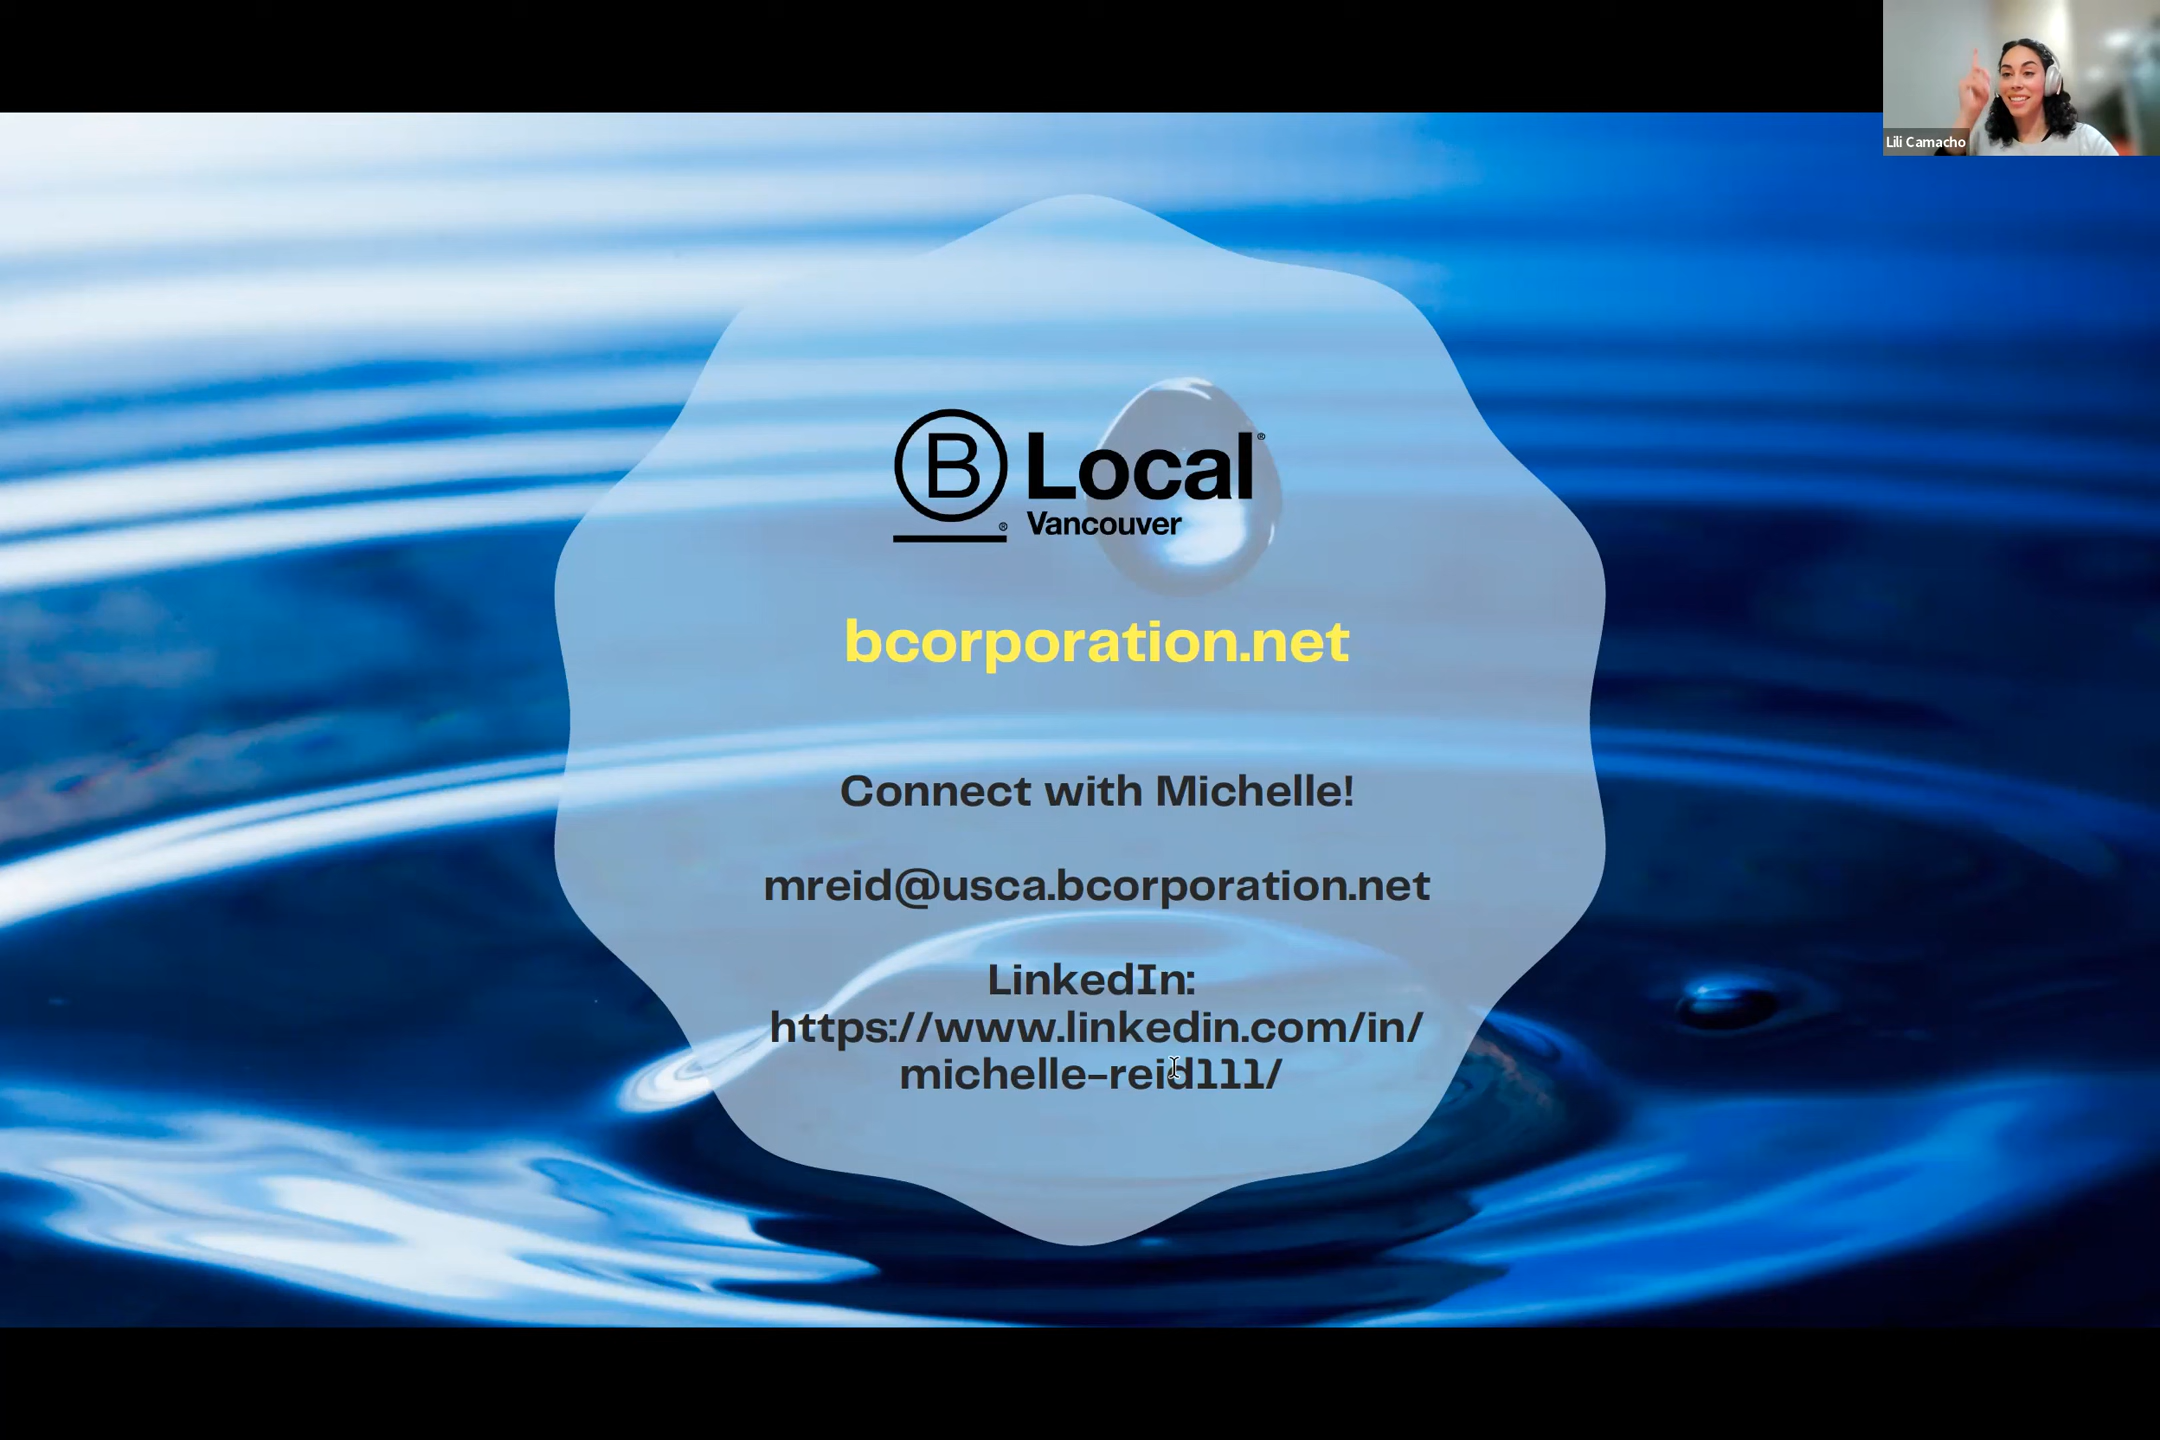 Lili Camacho
B Local®
® Vancouver
bcorporation.net
Connect with Michelle!
mreid@usca.bcorporation.net
LinkedIn:
https://www.linkedin.com/in/
michelle-reid111/